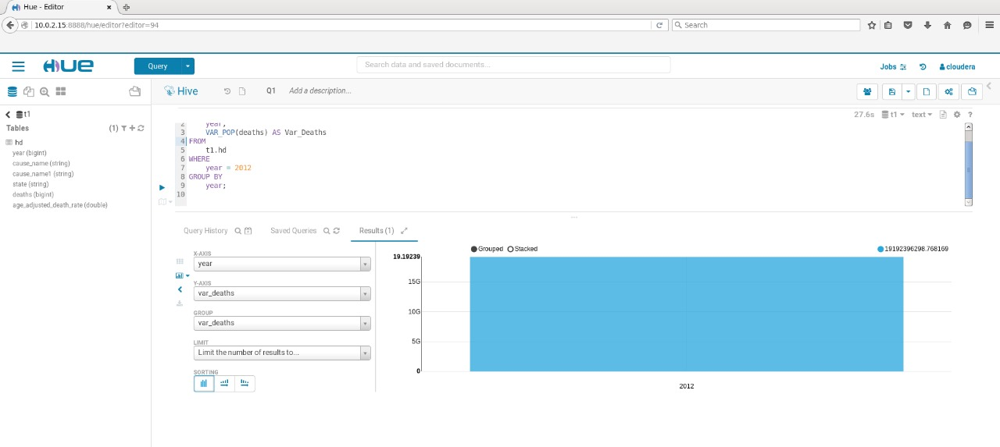 Hue - Editor
10.0.2.15:8888/hue/editor?editor=94
Search
HUE
Query
Search data and saved documents...
Jobs
cloudera
Hive
Q1
Add a description...
t1
27.6s
t1
text
?
Tables
(1)
hd
year (bigint)
cause_name (string)
cause_name1 (string)
state (string)
deaths (bigint)
age_adjusted_death_rate (double)
2 year,
3 VAR_POP(deaths) AS Var_Deaths
4 FROM
5 t1.hd
6 WHERE
7 year = 2012
8 GROUP BY
9 year;
10
Query History
Saved Queries
Results (1)
X-AXIS
year
Y-AXIS
var_deaths
GROUP
var_deaths
LIMIT
Limit the number of results to...
SORTING
Grouped
Stacked
19192396298.768169
19.19239
15G
10G
5G
0
2012